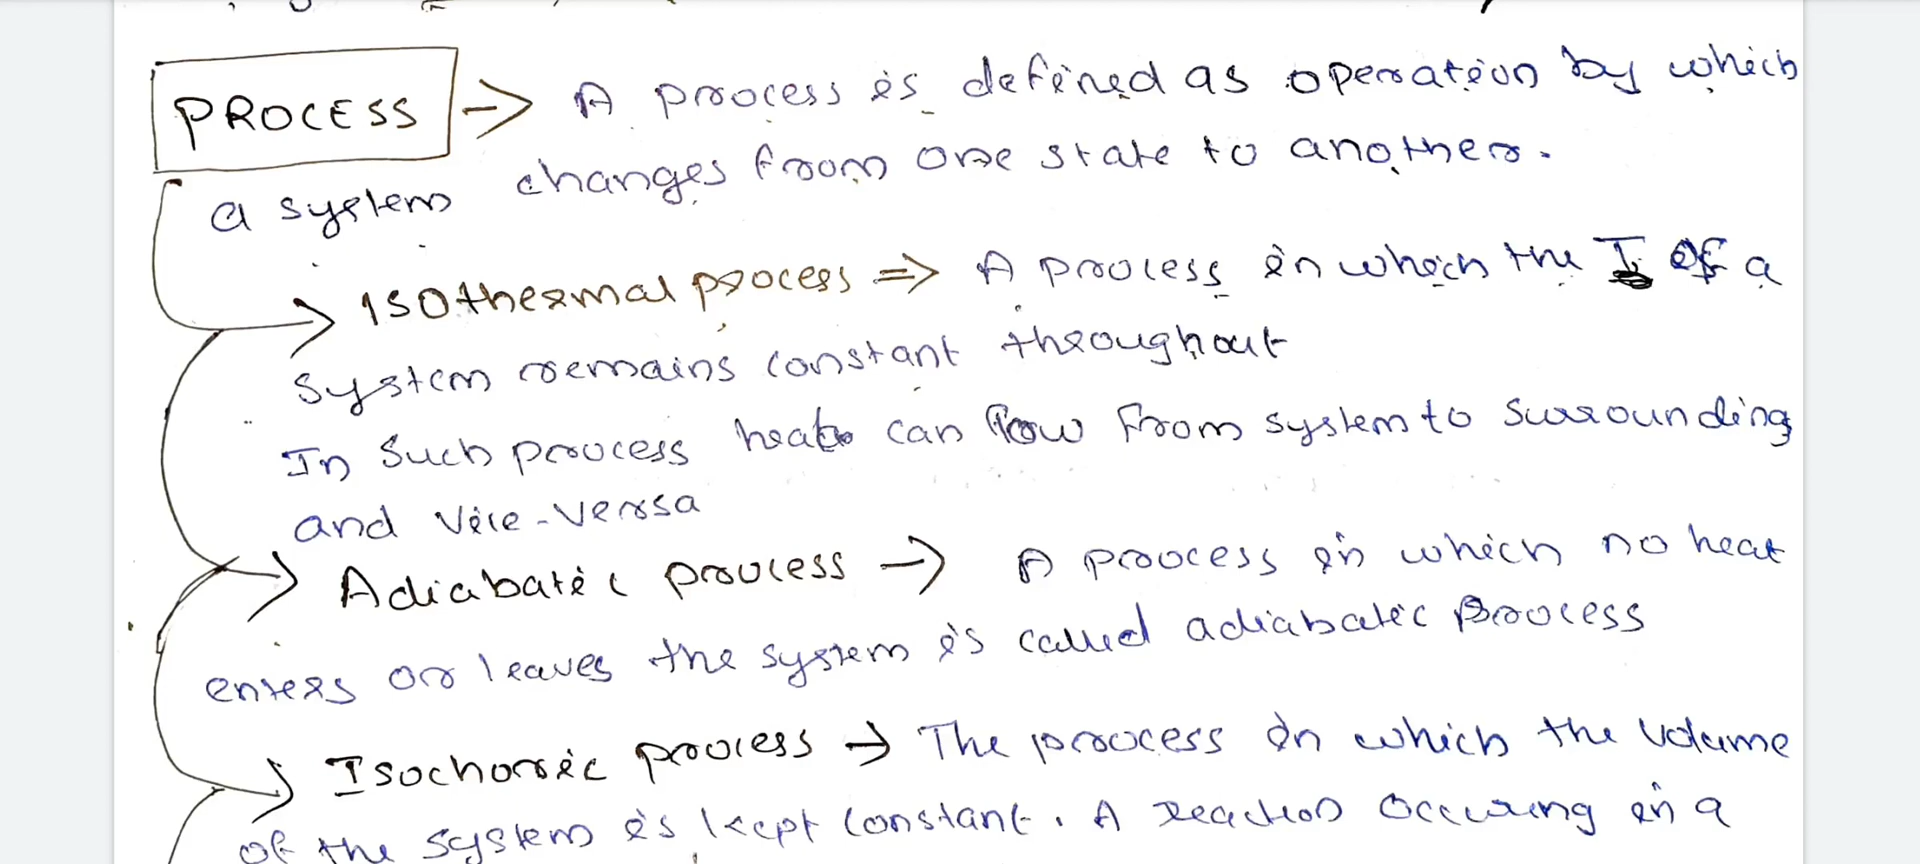 PROCESS -> A process is defined as operation by which
a system changes from one state to another.
Isothermal process => A process in which the T of a
system remains constant throughout
In such process heat can flow from system to surrounding
and vice-versa
Adiabatic process -> A process in which no heat
enters or leaves the system is called adiabatic process
Isochoric process -> The process in which the volume
of the system is kept constant. A reaction occuring in a